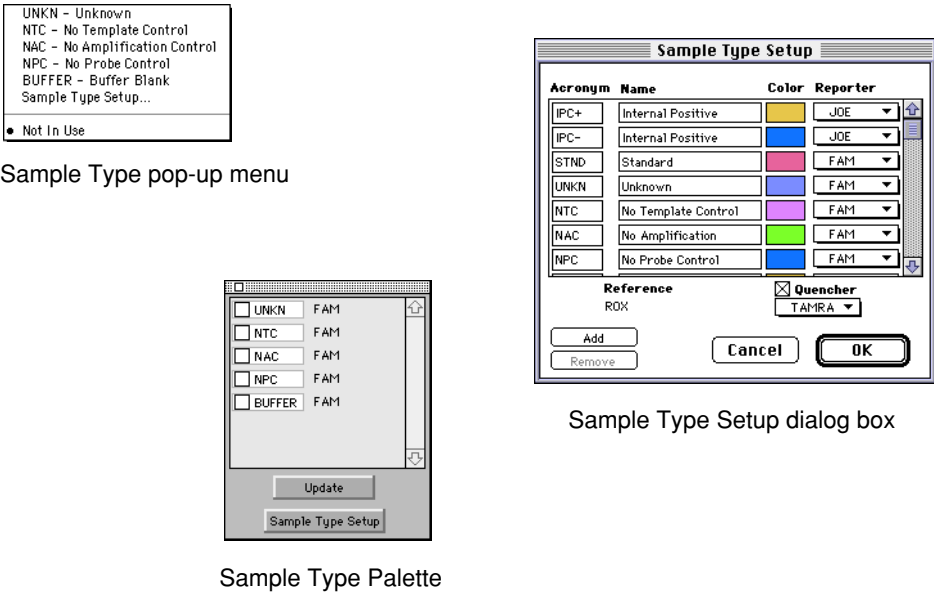 UNKN - Unknown
NTC - No Template Control
NAC - No Amplification Control
NPC - No Probe Control
BUFFER - Buffer Blank
Sample Type Setup...
Not In Use
Sample Type pop-up menu
Sample Type Setup
Acronym Name Color Reporter
IPC+ Internal Positive JOE
IPC- Internal Positive JOE
STND Standard FAM
UNKN Unknown FAM
NTC No Template Control FAM
NAC No Amplification FAM
NPC No Probe Control FAM
Reference Quencher
ROX TAMRA
Add
Remove
Cancel OK
Sample Type Setup dialog box
UNKN FAM
NTC FAM
NAC FAM
NPC FAM
BUFFER FAM
Update
Sample Type Setup
Sample Type Palette